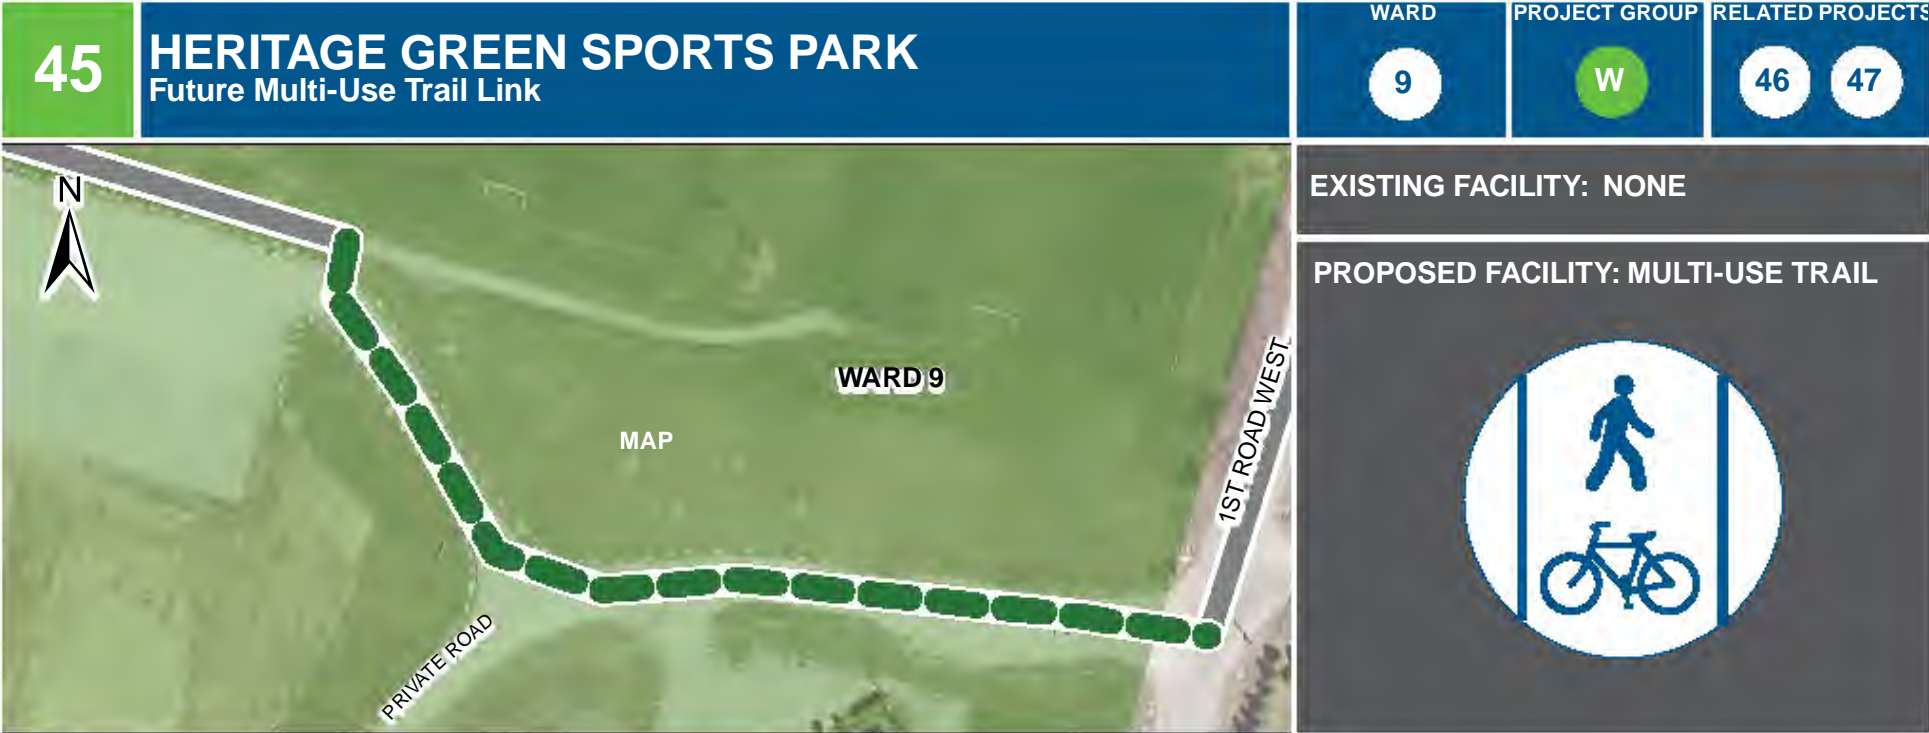 45
HERITAGE GREEN SPORTS PARK
Future Multi-Use Trail Link
WARD
9
PROJECT GROUP
W
RELATED PROJECTS
46 47
N
WARD 9
MAP
1ST ROAD WEST
PRIVATE ROAD
EXISTING FACILITY: NONE
PROPOSED FACILITY: MULTI-USE TRAIL